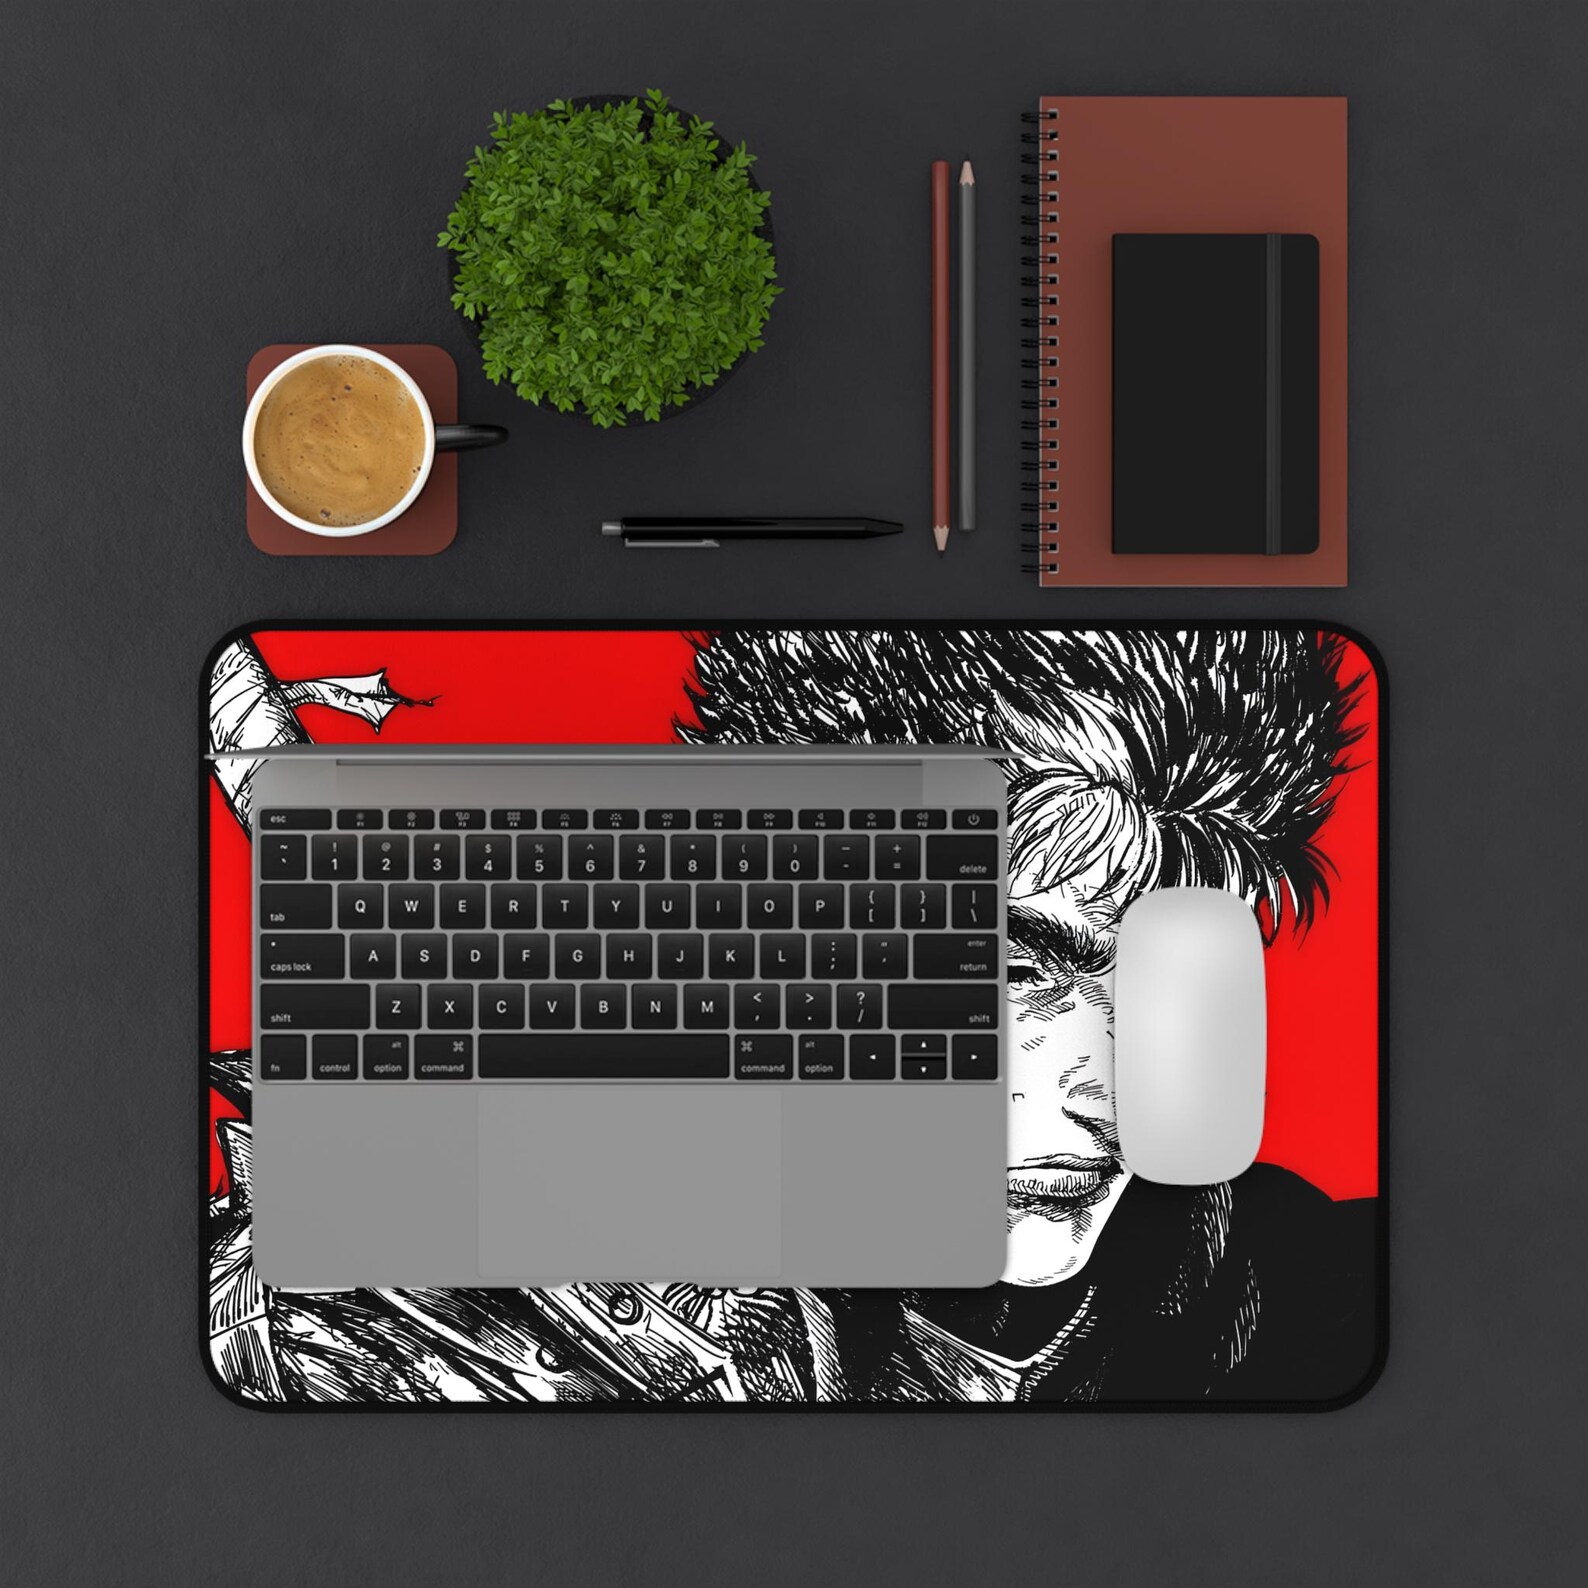 esc F1 F2 F3 F4 F5 F6 F7 F8 F9 F10 F11 F12
~ ! @ # $ % ^ & * ( ) — +
` 1 2 3 4 5 6 7 8 9 0 - = delete
tab Q W E R T Y U I O P { [ } ] | \
caps lock A S D F G H J K L : ; " ' enter return
shift Z X C V B N M < , > . ? / shift
fn control alt option ⌘ command ⌘ command alt option